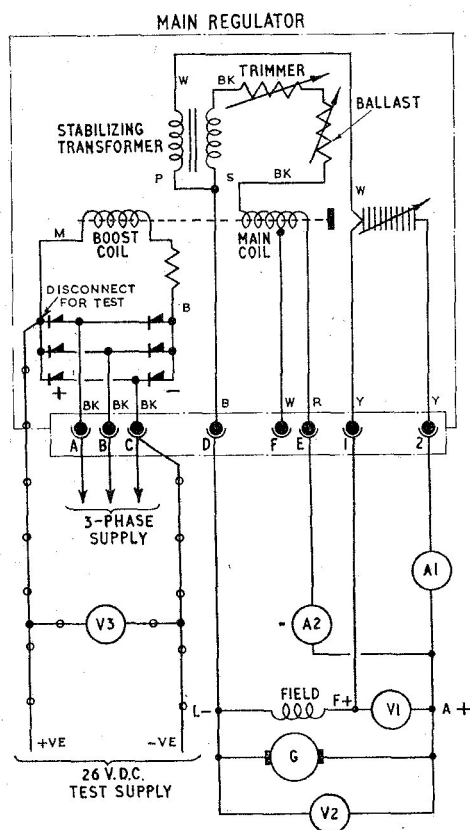 MAIN REGULATOR
W
BK
TRIMMER
BALLAST
STABILIZING
TRANSFORMER
P
S
BK
W
M
BOOST
COIL
MAIN
COIL
DISCONNECT
FOR TEST
B
+
-
BK
BK
BK
B
W
R
Y
Y
A
B
C
D
F
E
1
2
3-PHASE
SUPPLY
A1
V3
- A2
FIELD
L-
F+
V1
A +
G
+VE
-VE
26 V.D.C.
TEST SUPPLY
V2